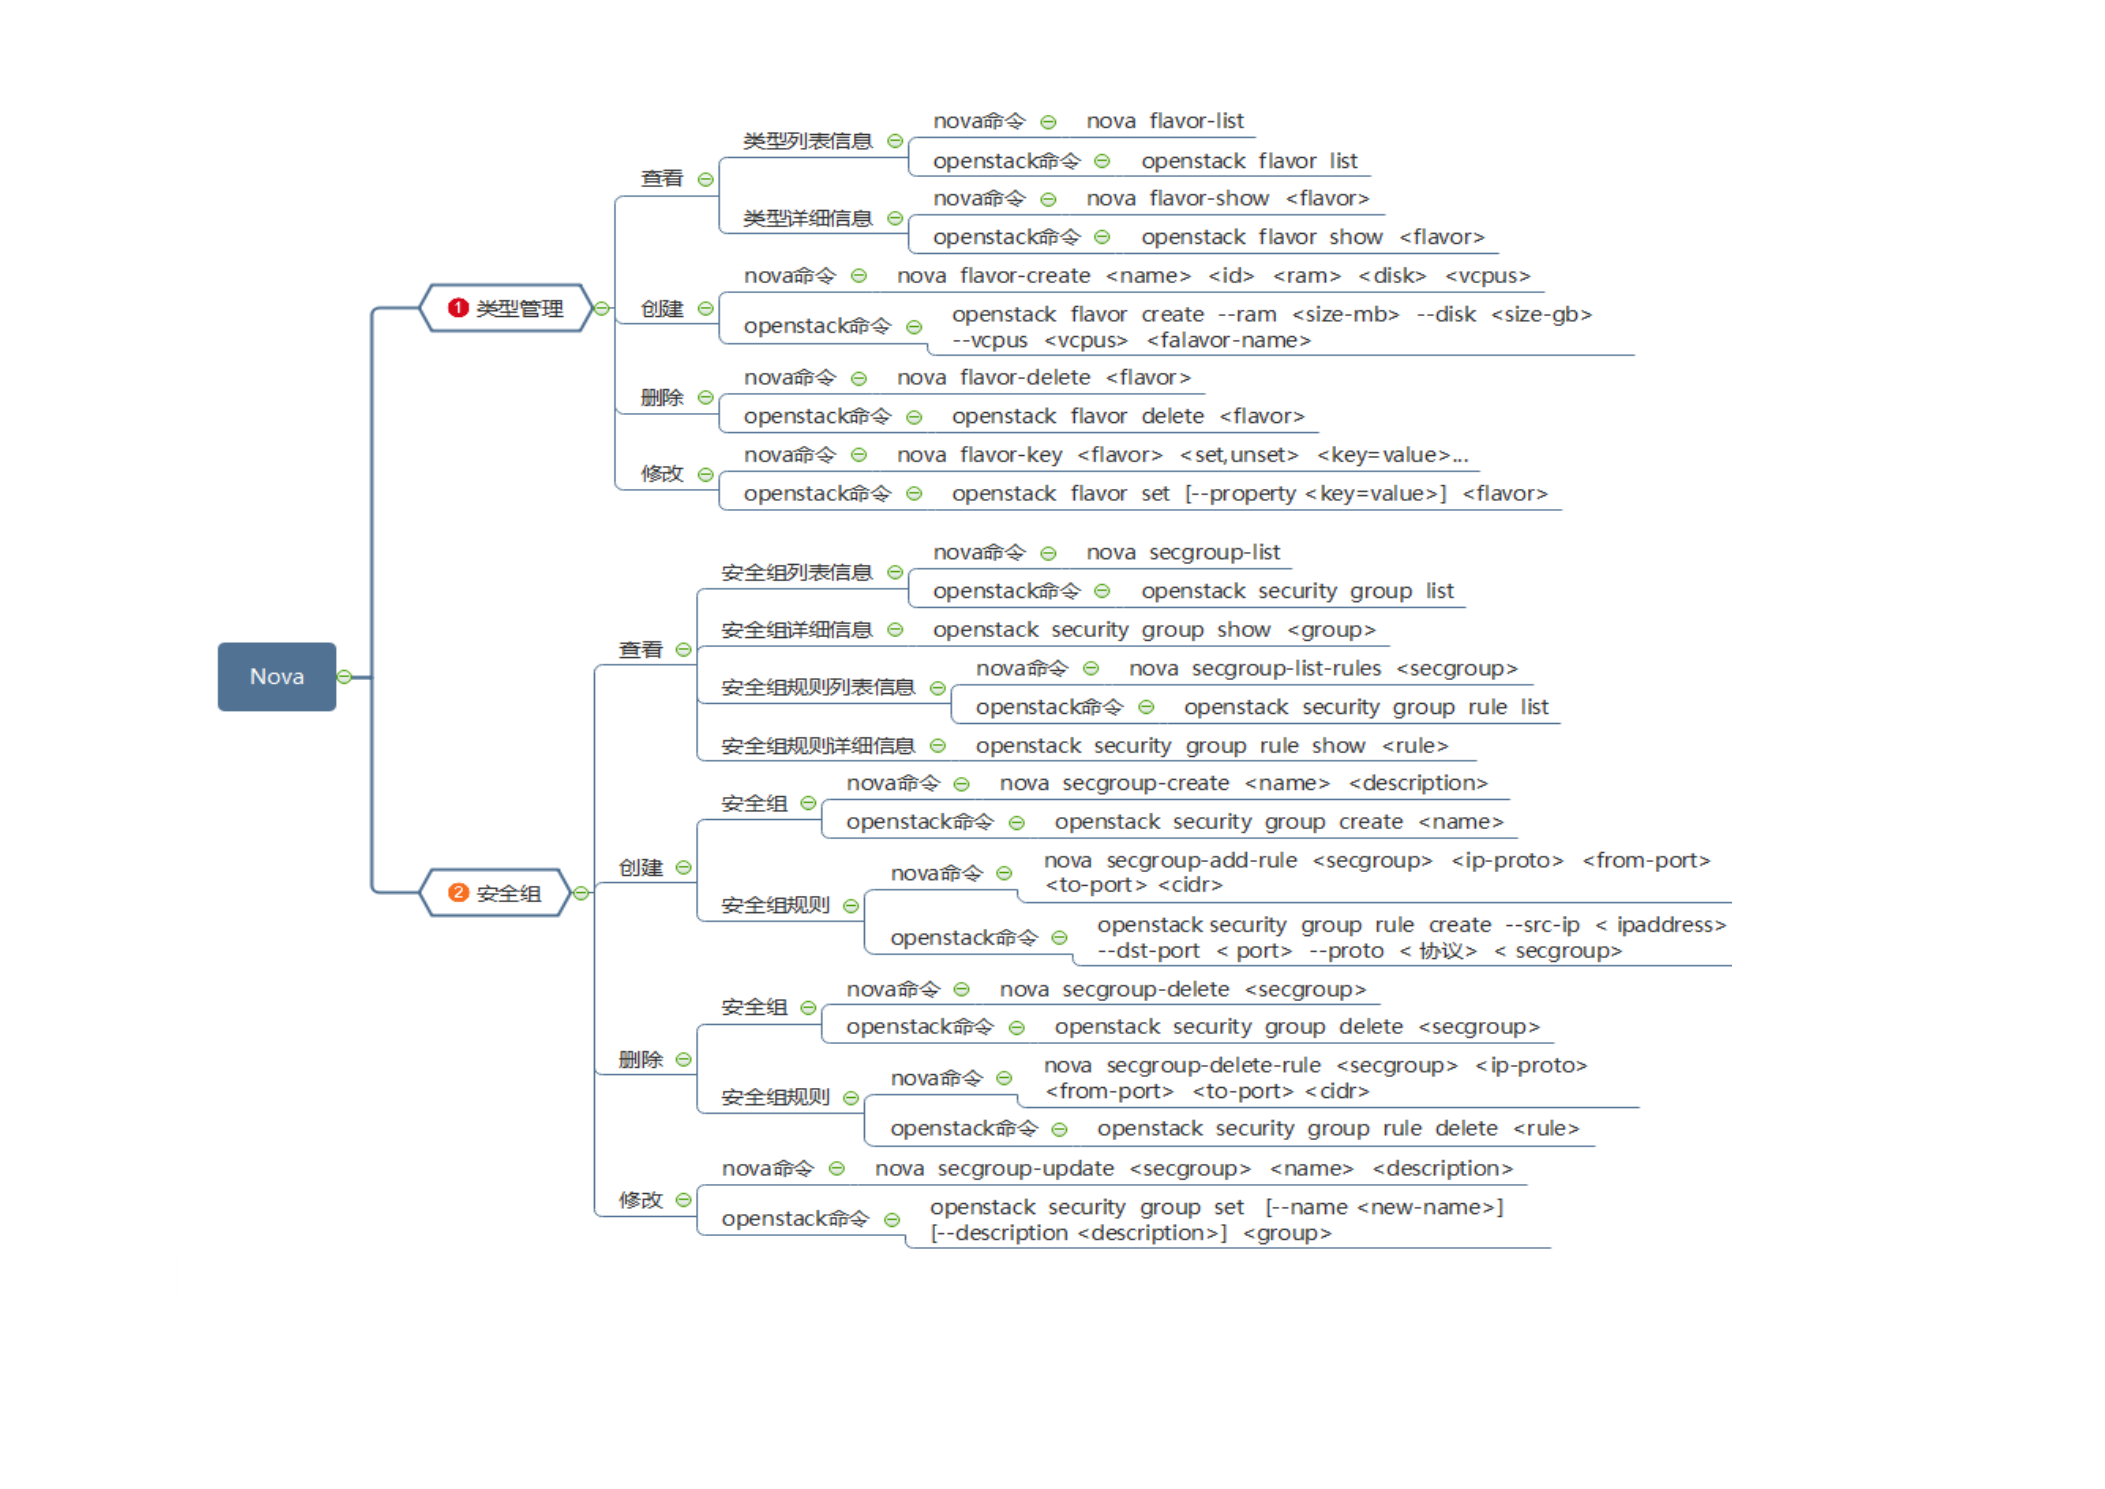 Nova
1 类型管理
查看
类型列表信息
nova命令 nova flavor-list
openstack命令 openstack flavor list
类型详细信息
nova命令 nova flavor-show <flavor>
openstack命令 openstack flavor show <flavor>
创建
nova命令 nova flavor-create <name> <id> <ram> <disk> <vcpus>
openstack命令 openstack flavor create --ram <size-mb> --disk <size-gb>
--vcpus <vcpus> <falavor-name>
删除
nova命令 nova flavor-delete <flavor>
openstack命令 openstack flavor delete <flavor>
修改
nova命令 nova flavor-key <flavor> <set,unset> <key=value>...
openstack命令 openstack flavor set [--property <key=value>] <flavor>
2 安全组
查看
安全组列表信息
nova命令 nova secgroup-list
openstack命令 openstack security group list
安全组详细信息 openstack security group show <group>
安全组规则列表信息
nova命令 nova secgroup-list-rules <secgroup>
openstack命令 openstack security group rule list
安全组规则详细信息 openstack security group rule show <rule>
创建
安全组
nova命令 nova secgroup-create <name> <description>
openstack命令 openstack security group create <name>
安全组规则
nova命令 nova secgroup-add-rule <secgroup> <ip-proto> <from-port>
<to-port> <cidr>
openstack命令 openstack security group rule create --src-ip < ipaddress>
--dst-port < port> --proto < 协议> < secgroup>
删除
安全组
nova命令 nova secgroup-delete <secgroup>
openstack命令 openstack security group delete <secgroup>
安全组规则
nova命令 nova secgroup-delete-rule <secgroup> <ip-proto>
<from-port> <to-port> <cidr>
openstack命令 openstack security group rule delete <rule>
修改
nova命令 nova secgroup-update <secgroup> <name> <description>
openstack命令 openstack security group set [--name <new-name>]
[--description <description>] <group>